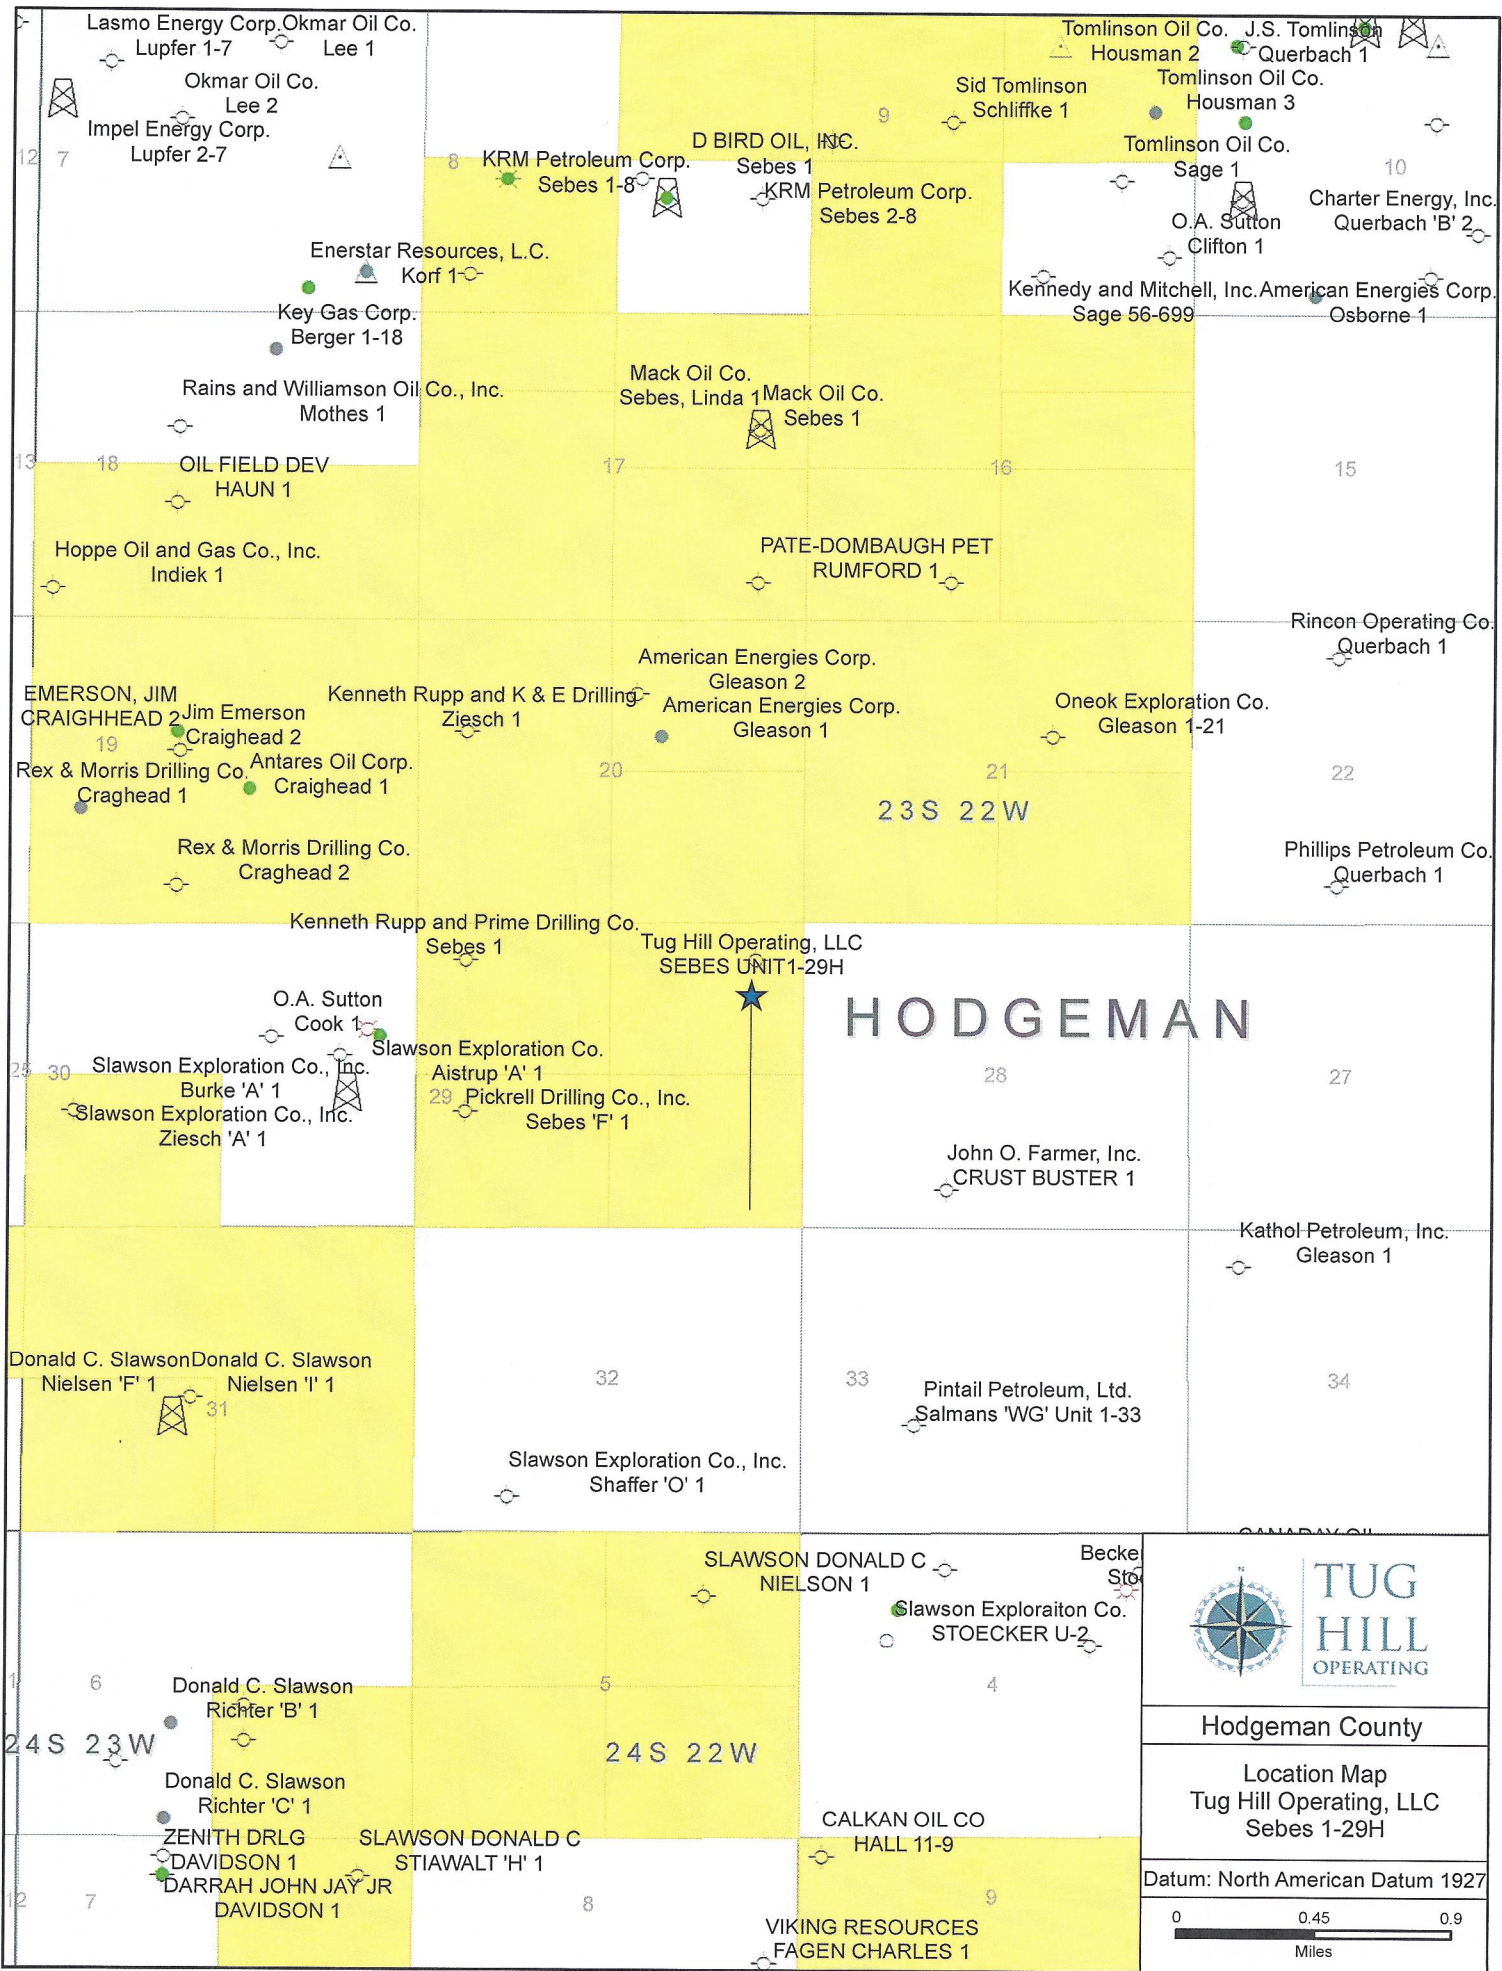 Lasmo Energy Corp.
Lupfer 1-7
Okmar Oil Co.
Lee 1
Okmar Oil Co.
Lee 2
Impel Energy Corp.
Lupfer 2-7
12
7
8
KRM Petroleum Corp.
Sebes 1-8
D BIRD OIL, INC.
Sebes 1
KRM Petroleum Corp.
Sebes 2-8
9
Sid Tomlinson
Schliffke 1
Tomlinson Oil Co.
Housman 2
J.S. Tomlinson
Querbach 1
Tomlinson Oil Co.
Housman 3
Tomlinson Oil Co.
Sage 1
10
Charter Energy, Inc.
Querbach 'B' 2
O.A. Sutton
Clifton 1
Kennedy and Mitchell, Inc.
Sage 56-699
American Energies Corp.
Osborne 1
Enerstar Resources, L.C.
Korf 1
Key Gas Corp.
Berger 1-18
Rains and Williamson Oil Co., Inc.
Mothes 1
Mack Oil Co.
Sebes, Linda 1
Mack Oil Co.
Sebes 1
13
18
17
16
15
OIL FIELD DEV
HAUN 1
Hoppe Oil and Gas Co., Inc.
Indiek 1
PATE-DOMBAUGH PET
RUMFORD 1
Rincon Operating Co.
Querbach 1
American Energies Corp.
Gleason 2
American Energies Corp.
Gleason 1
Kenneth Rupp and K & E Drilling
Ziesch 1
Oneok Exploration Co.
Gleason 1-21
EMERSON, JIM
CRAIGHHEAD 2
Jim Emerson
Craighead 2
19
Antares Oil Corp.
Craighead 1
Rex & Morris Drilling Co.
Craghead 1
20
21
22
23S 22W
Rex & Morris Drilling Co.
Craghead 2
Phillips Petroleum Co.
Querbach 1
Kenneth Rupp and Prime Drilling Co.
Sebes 1
Tug Hill Operating, LLC
SEBES UNIT1-29H
HODGEMAN
O.A. Sutton
Cook 1
Slawson Exploration Co.
Aistrup 'A' 1
Slawson Exploration Co., Inc.
Burke 'A' 1
Slawson Exploration Co., Inc.
Ziesch 'A' 1
25
30
29
28
27
Pickrell Drilling Co., Inc.
Sebes 'F' 1
John O. Farmer, Inc.
CRUST BUSTER 1
Kathol Petroleum, Inc.
Gleason 1
Donald C. Slawson
Nielsen 'F' 1
Donald C. Slawson
Nielsen 'I' 1
31
32
33
34
Pintail Petroleum, Ltd.
Salmans 'WG' Unit 1-33
Slawson Exploration Co., Inc.
Shaffer 'O' 1
SLAWSON DONALD C
NIELSON 1
Slawson Exploraiton Co.
STOECKER U-2
1
6
5
4
Donald C. Slawson
Richter 'B' 1
24S 23W
24S 22W
Donald C. Slawson
Richter 'C' 1
ZENITH DRLG
DAVIDSON 1
DARRAH JOHN JAY JR
DAVIDSON 1
SLAWSON DONALD C
STIAWALT 'H' 1
CALKAN OIL CO
HALL 11-9
12
7
8
9
VIKING RESOURCES
FAGEN CHARLES 1
N
TUG
HILL
OPERATING
Hodgeman County
Location Map
Tug Hill Operating, LLC
Sebes 1-29H
Datum: North American Datum 1927
0 0.45 0.9
Miles